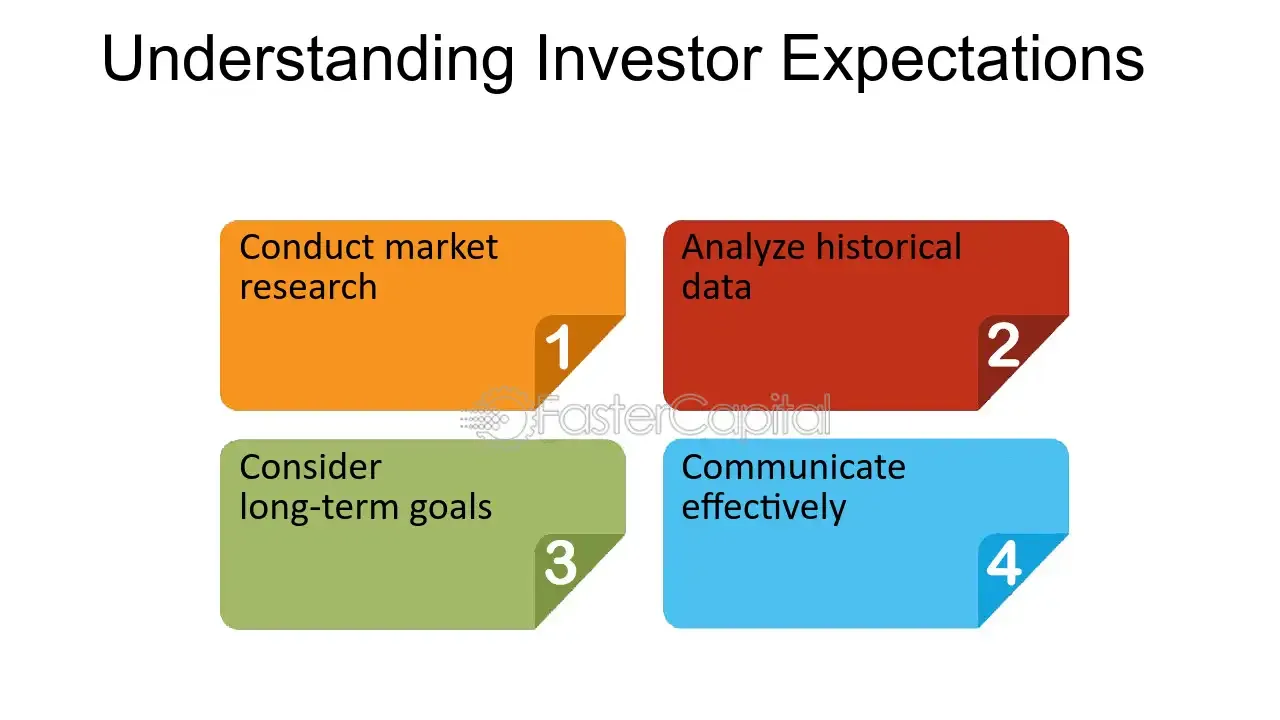 Understanding Investor Expectations
Conduct market
research
1
Analyze historical
data
2
FasterCapital
Consider
long-term goals
3
Communicate
effectively
4